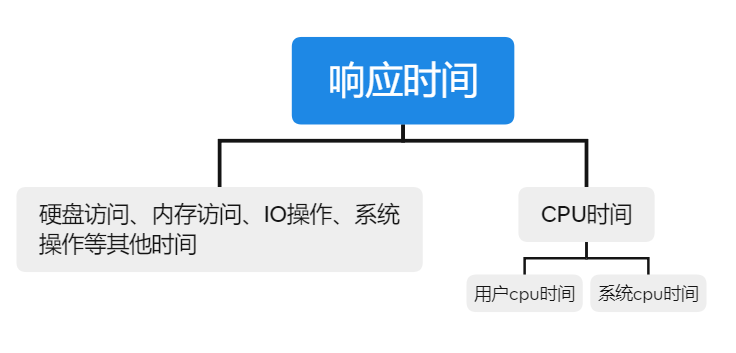 响应时间
硬盘访问、内存访问、IO操作、系统
操作等其他时间
CPU时间
用户cpu时间
系统cpu时间